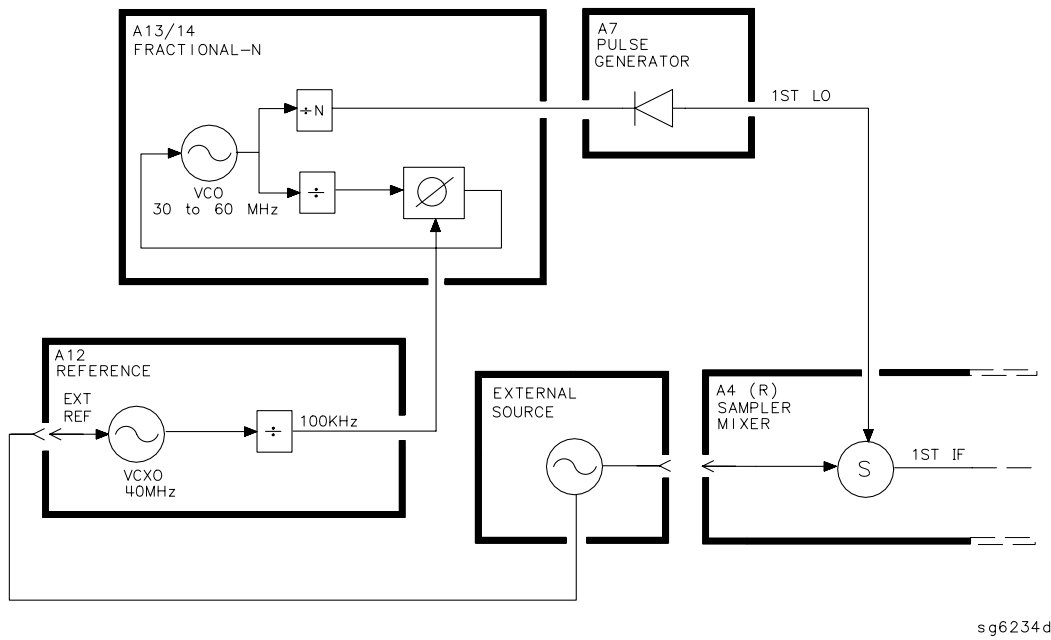 A13/14
FRACTIONAL-N
÷N
VCO
30 to 60 MHz
÷
A7
PULSE
GENERATOR
1ST LO
A12
REFERENCE
EXT
REF
VCXO
40MHz
÷
100KHz
EXTERNAL
SOURCE
A4 (R)
SAMPLER
MIXER
S
1ST IF
sg6234d